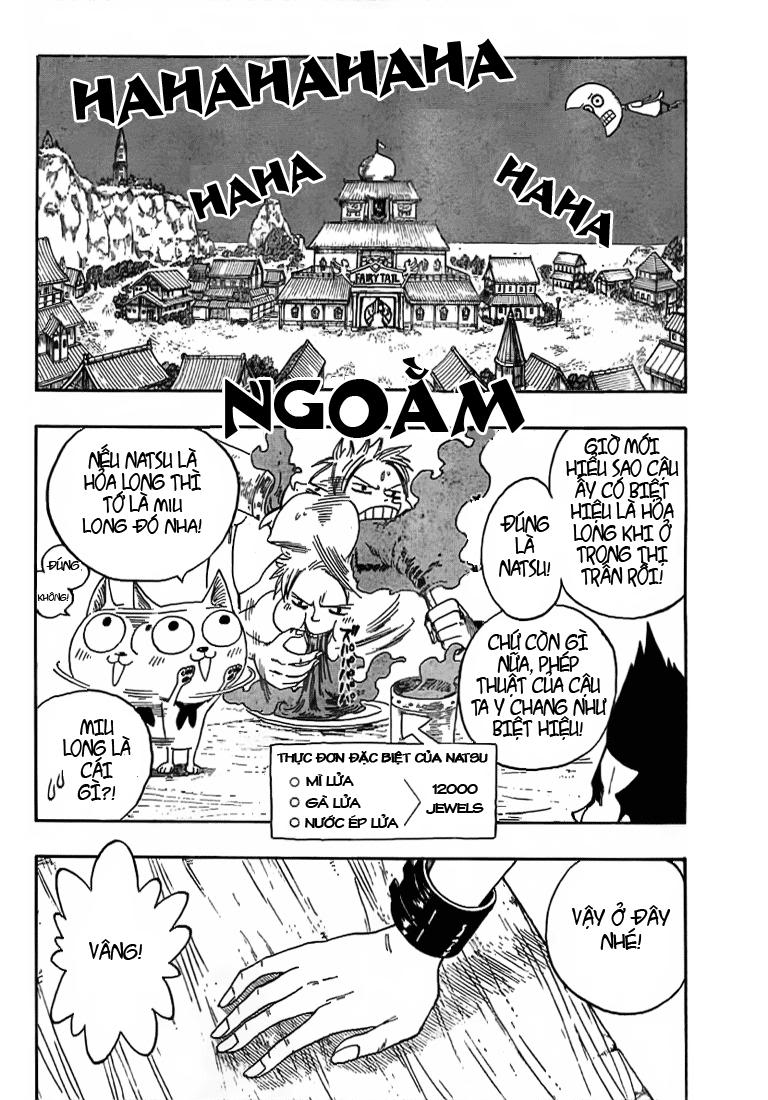 HAHAHAHAHAHA
HAHA
HAHA
FAIRY TAIL
NGOẰM
GIỜ MỚI
HIỂU SAO CẬU
ẤY CÓ BIỆT
HIỆU LÀ HỎA
LONG KHI Ở
TRONG THỊ
TRẤN RỒI!
ĐÚNG
LÀ
NATSU!
NẾU NATSU LÀ
HỎA LONG THÌ
TỚ LÀ MIU
LONG ĐÓ NHA!
ĐÚNG
KHÔNG!
CHỨ CÒN GÌ
NỮA, PHÉP
THUẬT CỦA CẬU
TA Y CHANG NHƯ
BIỆT HIỆU!
MIU
LONG LÀ
CÁI
GÌ?!
THỰC ĐƠN ĐẶC BIỆT CỦA NATSU
MÌ LỬA
GÀ LỬA
NƯỚC ÉP LỬA
12000
JEWELS
VẬY Ở ĐÂY
NHÉ!
VÂNG!